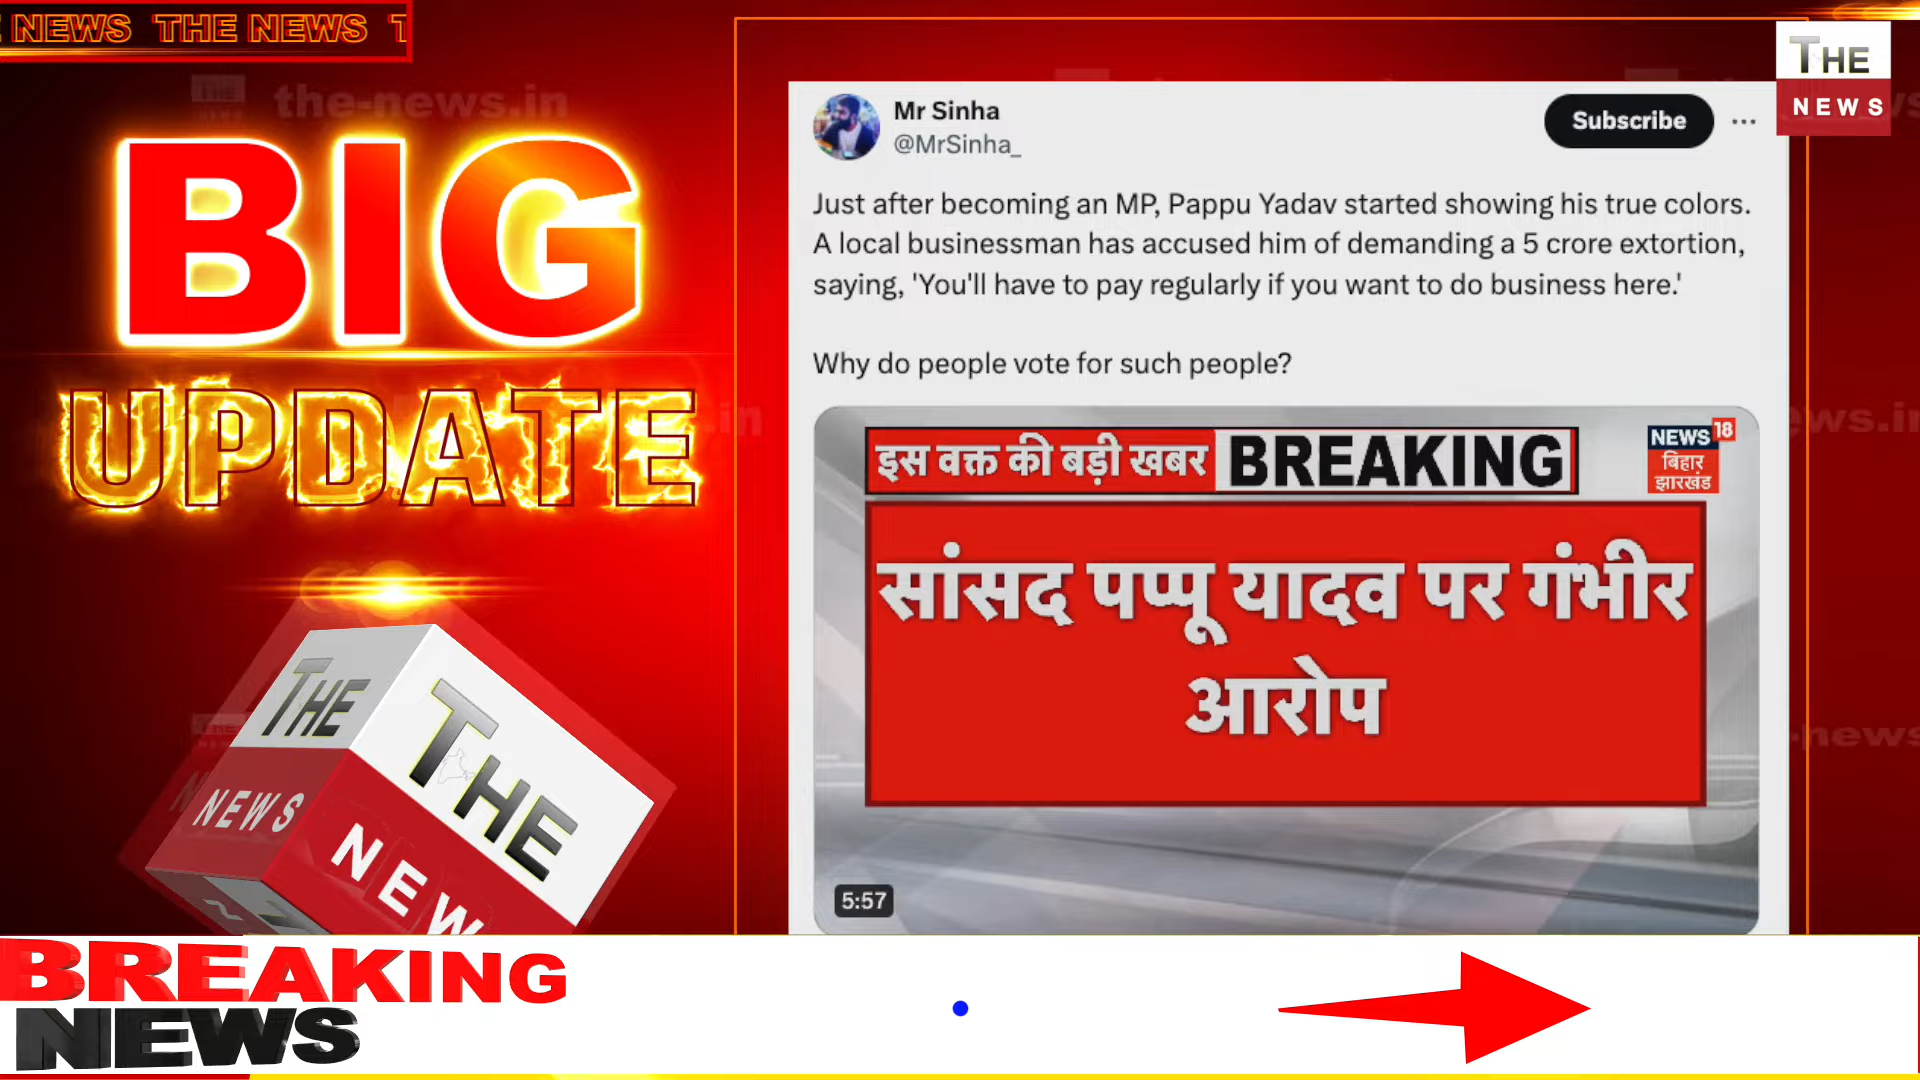 NEWS THE NEWS
the-news.in
THE
NEWS
BIG
UPDATE
THE
NEWS
THE
NEW
Mr Sinha
@MrSinha_
Subscribe
Just after becoming an MP, Pappu Yadav started showing his true colors.
A local businessman has accused him of demanding a 5 crore extortion,
saying, 'You'll have to pay regularly if you want to do business here.'
Why do people vote for such people?
इस वक्त की बड़ी खबर BREAKING
NEWS 18
बिहार
झारखंड
सांसद पप्पू यादव पर गंभीर
आरोप
5:57
BREAKING
NEWS